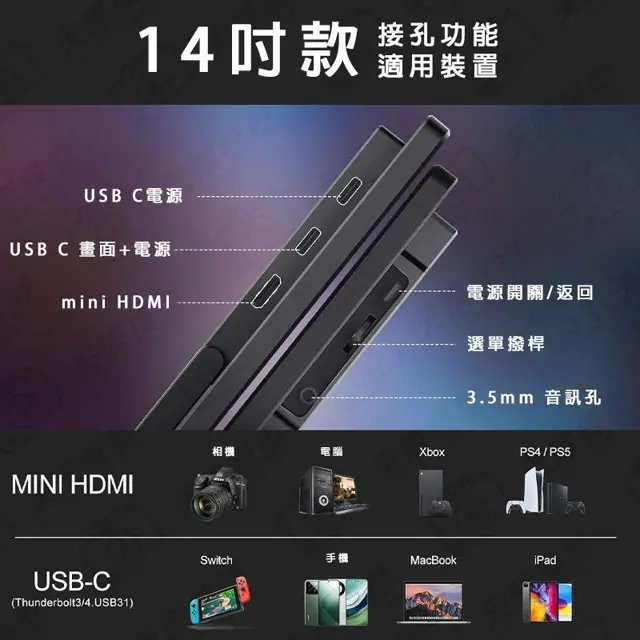 14吋款
接孔功能
適用裝置
USB C電源
USB C 畫面+電源
mini HDMI
電源開關/返回
選單撥桿
3.5mm 音訊孔
MINI HDMI
相機
電腦
Xbox
PS4 / PS5
USB-C
(Thunderbolt3/4.USB31)
Switch
手機
MacBook
iPad